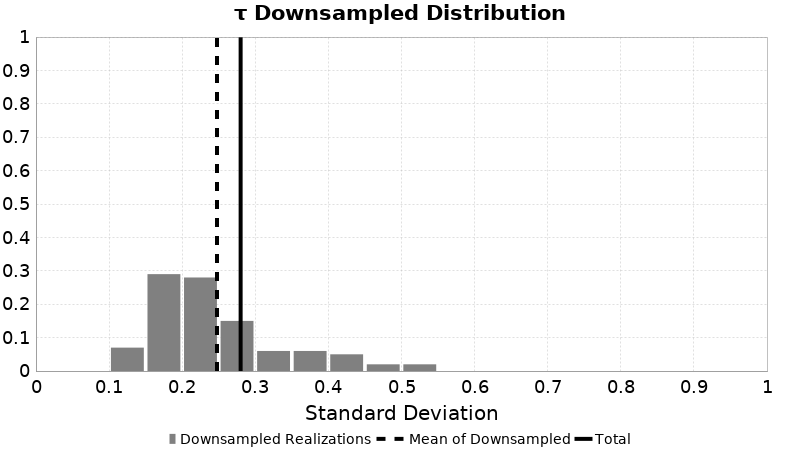 τ Downsampled Distribution
1
0.9
0.8
0.7
0.6
0.5
0.4
0.3
0.2
0.1
0
0 0.1 0.2 0.3 0.4 0.5 0.6 0.7 0.8 0.9 1
Standard Deviation
Downsampled Realizations Mean of Downsampled Total